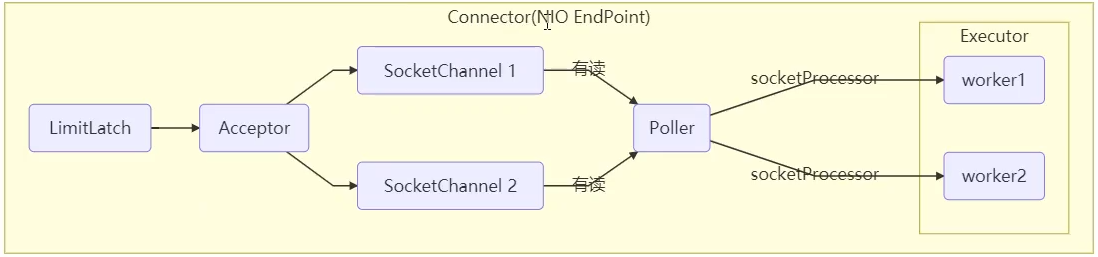 Connector(NIO EndPoint)
Executor
LimitLatch
Acceptor
SocketChannel 1
SocketChannel 2
有读
有读
Poller
socketProcessor
socketProcessor
worker1
worker2